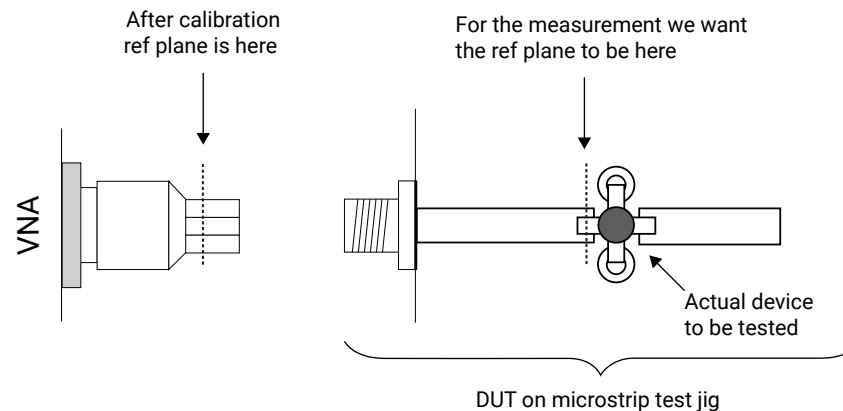 After calibration
ref plane is here
For the measurement we want
the ref plane to be here
VNA
Actual device
to be tested
DUT on microstrip test jig